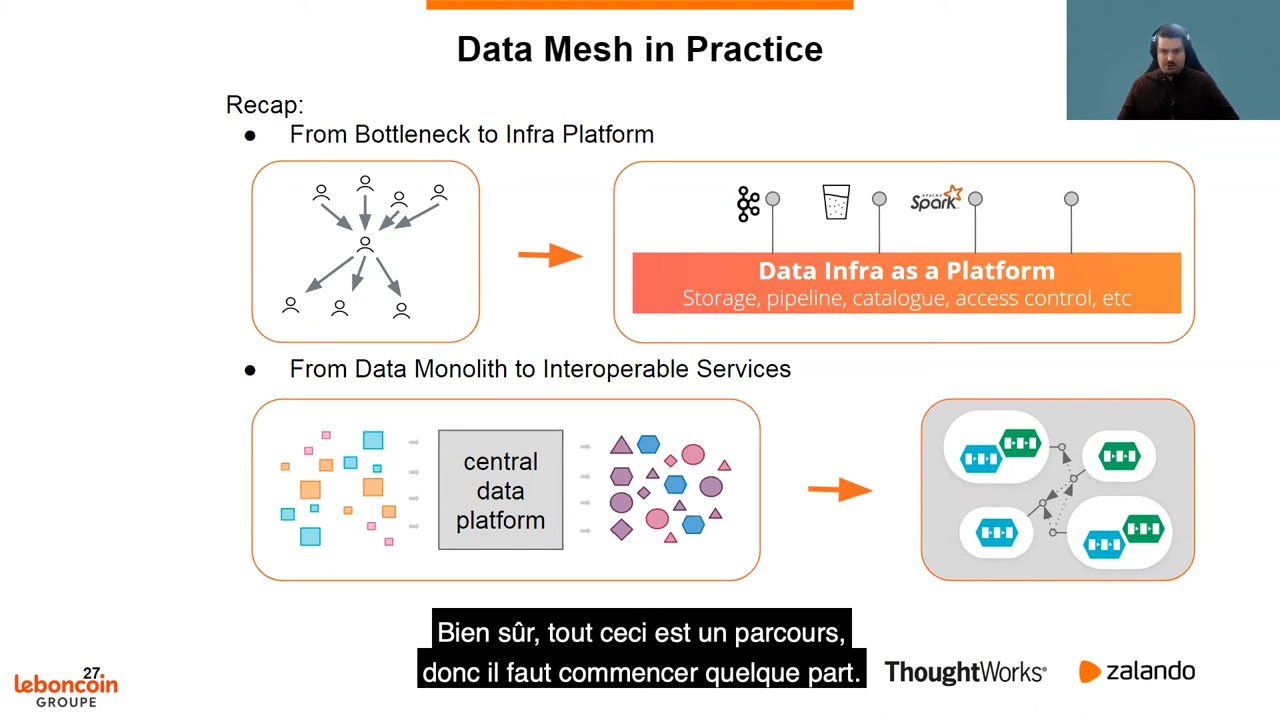 Data Mesh in Practice
Recap:
● From Bottleneck to Infra Platform
APACHE
Spark
Data Infra as a Platform
Storage, pipeline, catalogue, access control, etc
● From Data Monolith to Interoperable Services
central
data
platform
Bien sûr, tout ceci est un parcours,
donc il faut commencer quelque part.
27
leboncoin
GROUPE
ThoughtWorks®
zalando